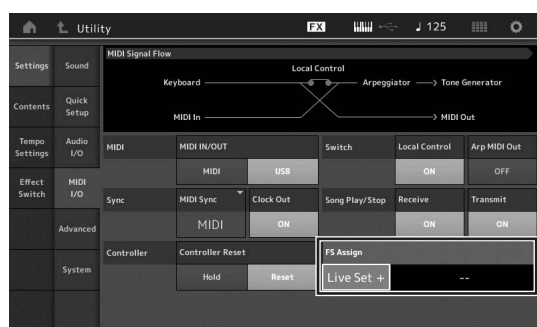 Utility
FX
♩ 125
Settings
Sound
Contents
Quick
Setup
Tempo
Settings
Audio
I/O
Effect
Switch
MIDI
I/O
Advanced
System
MIDI Signal Flow
Local Control
Keyboard
Arpeggiator
Tone Generator
MIDI In
MIDI Out
MIDI
MIDI IN/OUT
Switch
Local Control
Arp MIDI Out
MIDI
USB
ON
OFF
Sync
MIDI Sync
Clock Out
Song Play/Stop
Receive
Transmit
MIDI
ON
ON
ON
Controller
Controller Reset
FS Assign
Hold
Reset
Live Set +
--